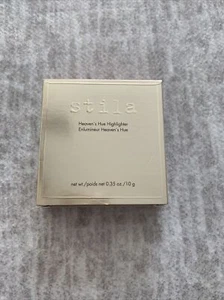 stila
Heaven's Hue Highlighter
Enlumineur Heaven's Hue
net wt./poids net 0.35 oz. / 10 g